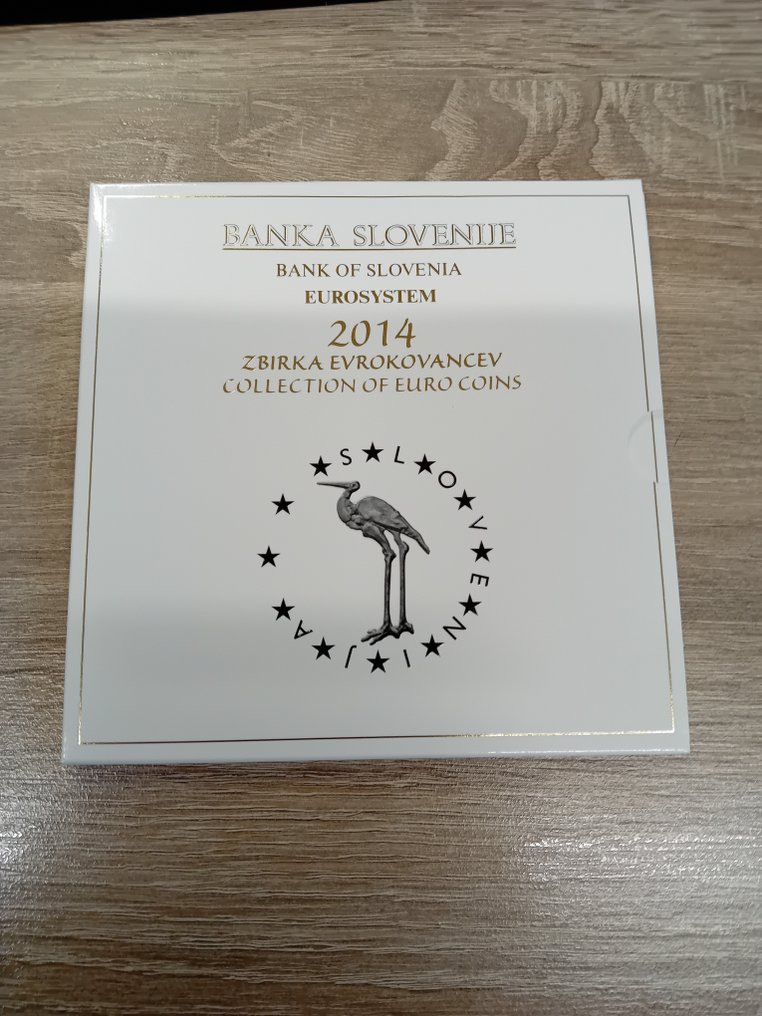 BANKA SLOVENIJE
BANK OF SLOVENIA
EUROSYSTEM
2014
ZBIRKA EVROKOVANCEV
COLLECTION OF EURO COINS
SLOVENIJA